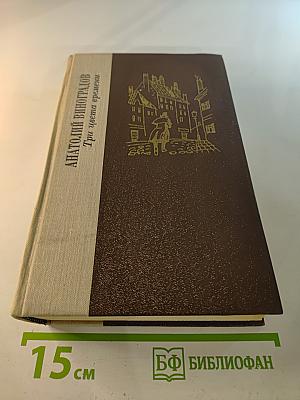 АНАТОЛИЙ ВИНОГРАДОВ
Три цвета времени
15 см
БФ БИБЛИОФАН